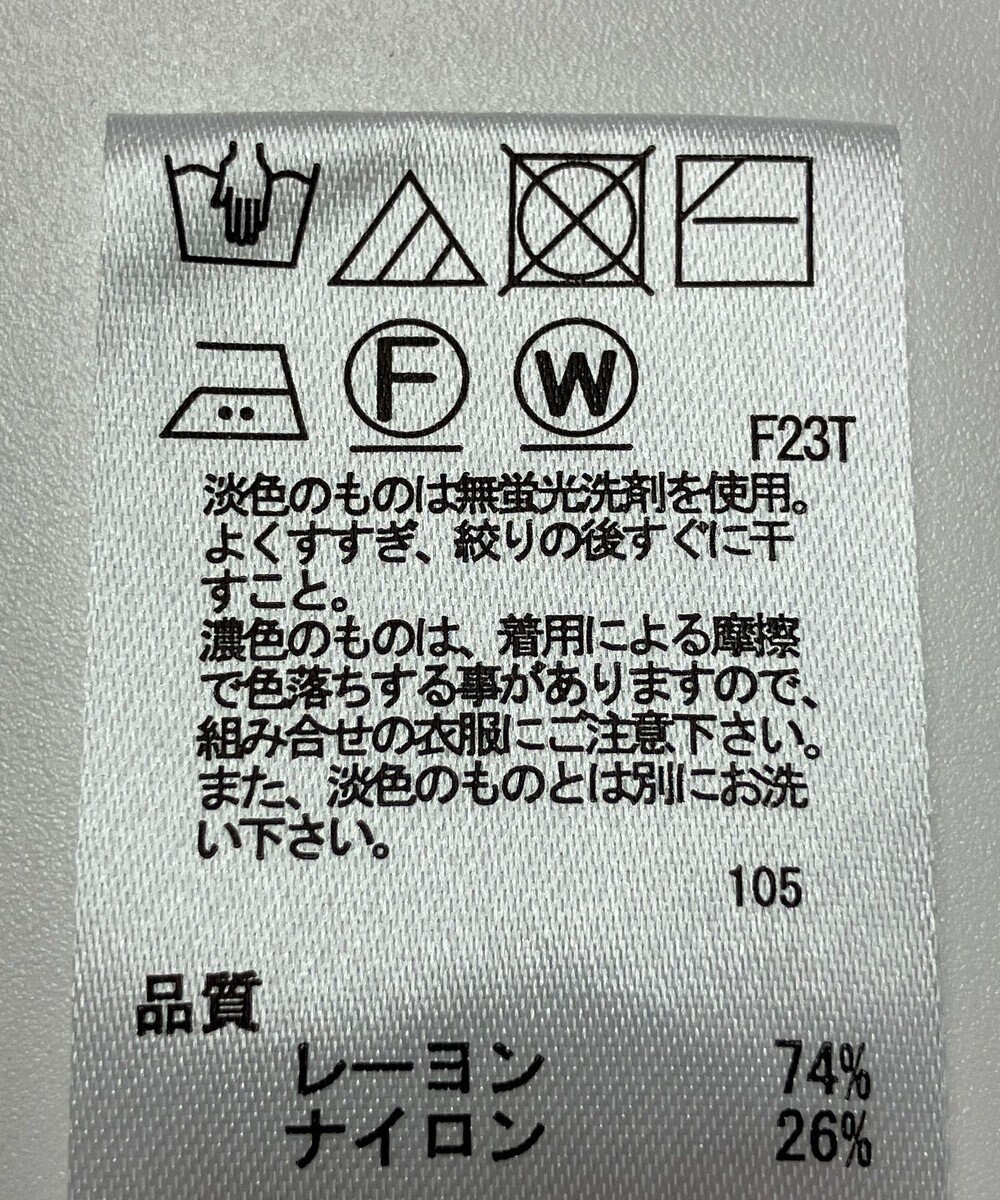 F W
F23T
淡色のものは無蛍光洗剤を使用。
よくすすぎ、絞りの後すぐに干
すこと。
濃色のものは、着用による摩擦
で色落ちする事がありますので、
組み合せの衣服にご注意下さい。
また、淡色のものとは別にお洗
い下さい。
105
品質
レーヨン 74%
ナイロン 26%